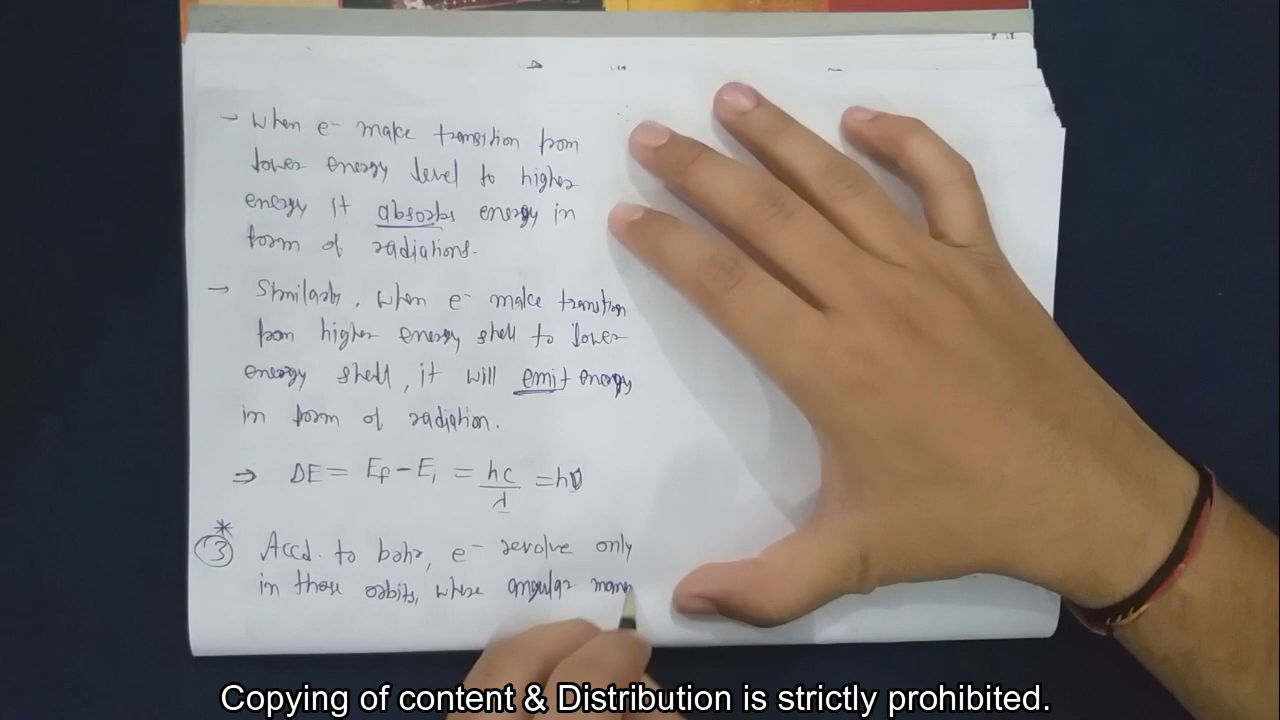 → When e- make transition from
lower energy level to higher
energy it absorbs energy in
form of radiations.
→ Similarly, when e- make transition
from higher energy shell to lower
energy shell, it will emit energy
in form of radiation.
⇒ ΔE = Ef - Ei = hc/λ = hν
* (3) Accd. to bohr, e- revolve only
in those orbits, where angular mom
Copying of content & Distribution is strictly prohibited.